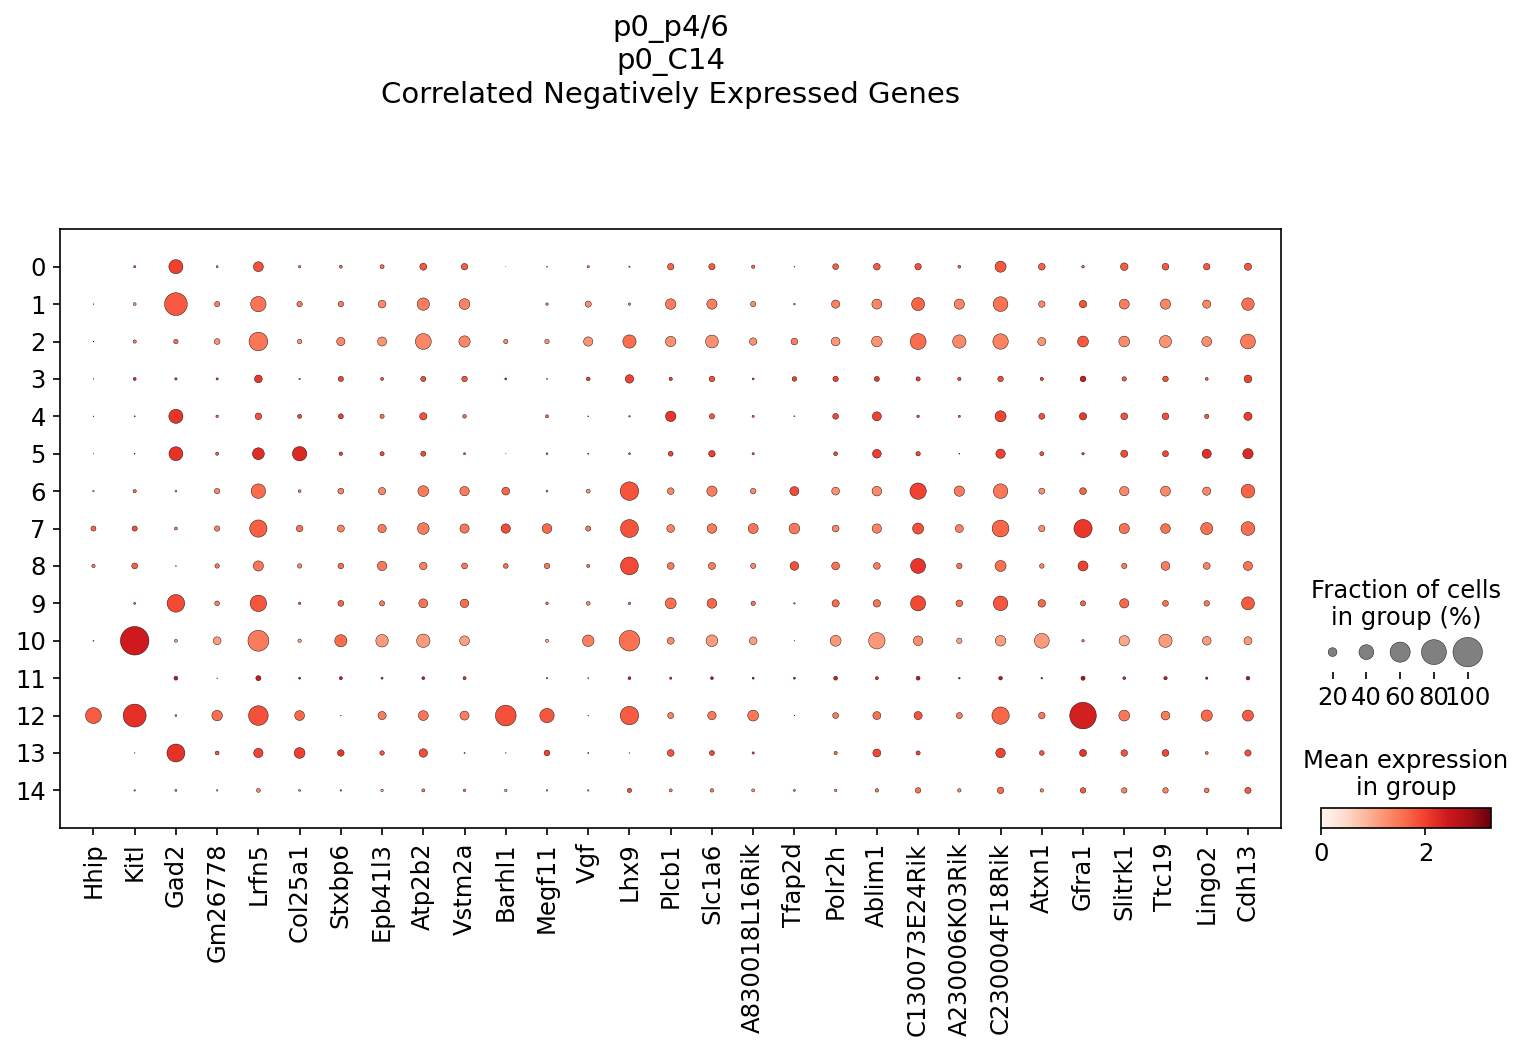 p0_p4/6
p0_C14
Correlated Negatively Expressed Genes
0
1
2
3
4
5
6
7
8
9
10
11
12
13
14
Hhip
Kitl
Gad2
Gm26778
Lrfn5
Col25a1
Stxbp6
Epb41l3
Atp2b2
Vstm2a
Barhl1
Megf11
Vgf
Lhx9
Plcb1
Slc1a6
A830018L16Rik
Tfap2d
Polr2h
Ablim1
C130073E24Rik
A230006K03Rik
C230004F18Rik
Atxn1
Gfra1
Slitrk1
Ttc19
Lingo2
Cdh13
Fraction of cells
in group (%)
20 40 60 80 100
Mean expression
in group
0 2